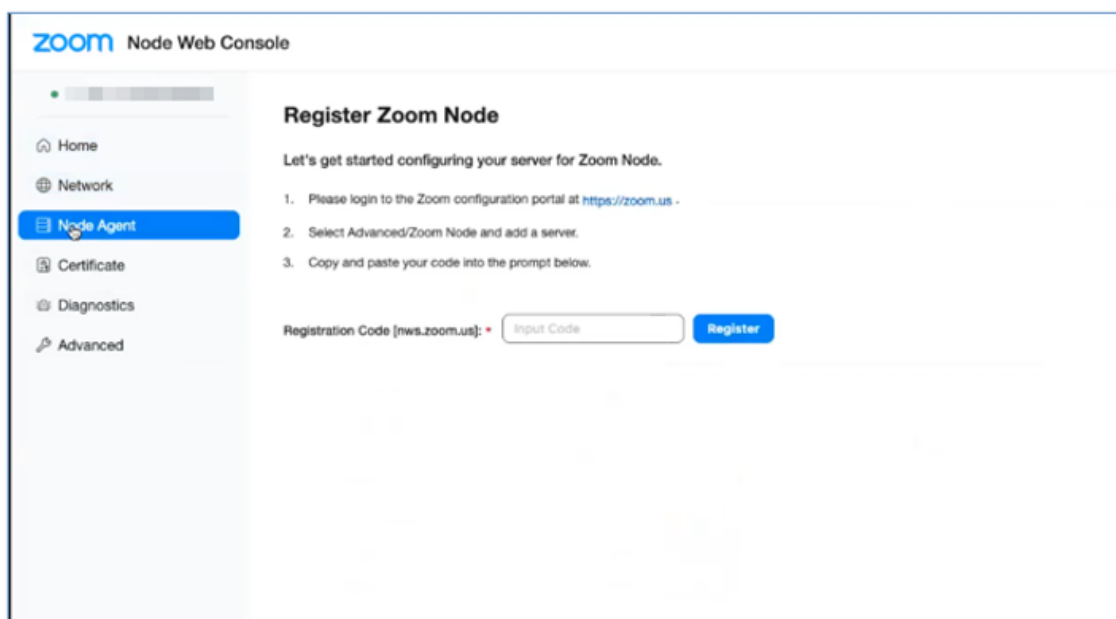 zoom Node Web Console
Home
Network
Node Agent
Certificate
Diagnostics
Advanced
Register Zoom Node
Let's get started configuring your server for Zoom Node.
1. Please login to the Zoom configuration portal at https://zoom.us .
2. Select Advanced/Zoom Node and add a server.
3. Copy and paste your code into the prompt below.
Registration Code [nws.zoom.us]: * Input Code Register